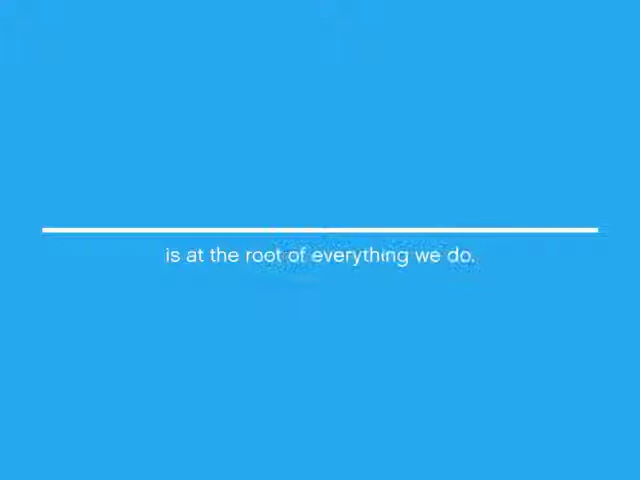 is at the root of everything we do.